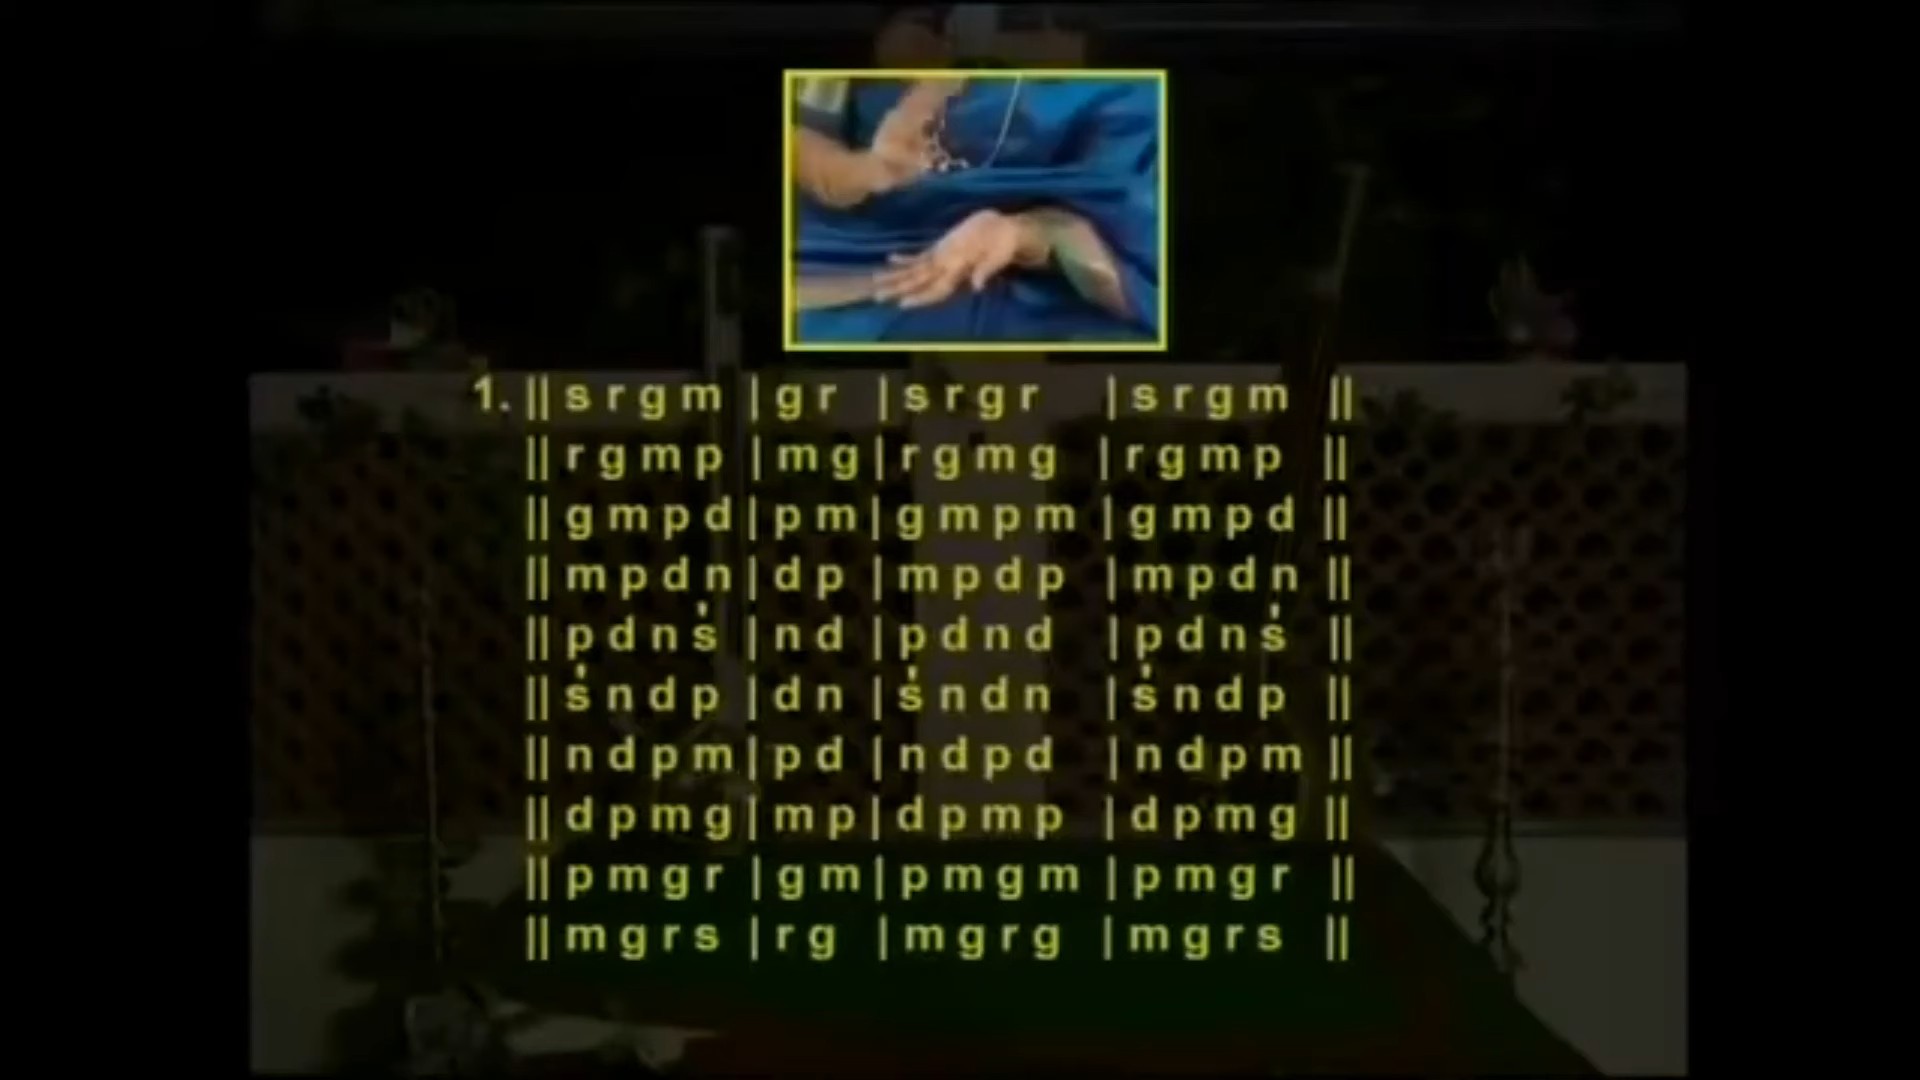 1. || s r g m | g r | s r g r | s r g m ||
|| r g m p | m g | r g m g | r g m p ||
|| g m p d | p m | g m p m | g m p d ||
|| m p d n | d p | m p d p | m p d n ||
|| p d n ṡ | n d | p d n d | p d n ṡ ||
|| ṡ n d p | d n | ṡ n d n | ṡ n d p ||
|| n d p m | p d | n d p d | n d p m ||
|| d p m g | m p | d p m p | d p m g ||
|| p m g r | g m | p m g m | p m g r ||
|| m g r s | r g | m g r g | m g r s ||